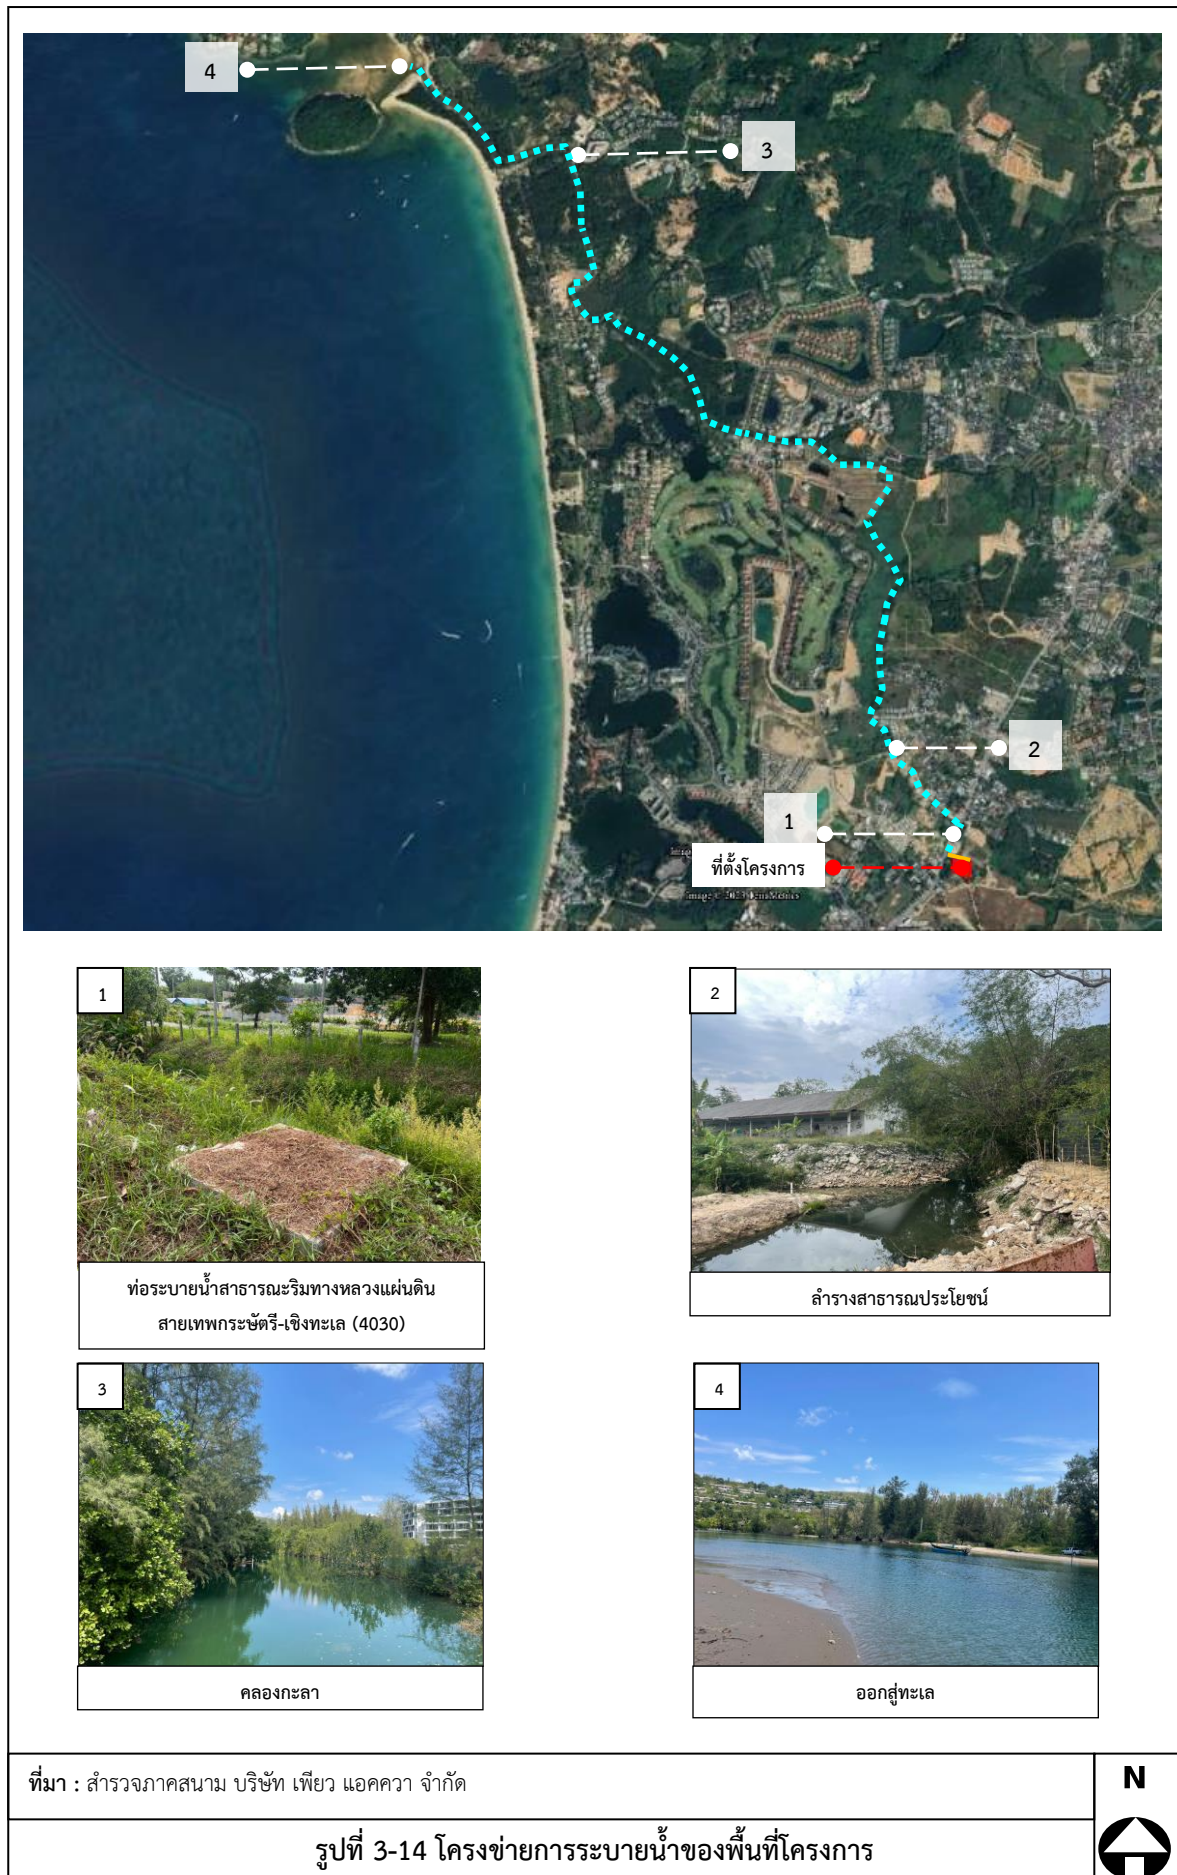 4
3
2
1
ที่ตั้งโครงการ
1
2
ท่อระบายน้ำสาธารณะริมทางหลวงแผ่นดิน
สายเทพกระษัตรี-เชิงทะเล (4030)
ลำรางสาธารณประโยชน์
3
4
คลองกะลา
ออกสู่ทะเล
ที่มา : สำรวจภาคสนาม บริษัท เพียว แอคควา จำกัด
N
รูปที่ 3-14 โครงข่ายการระบายน้ำของพื้นที่โครงการ